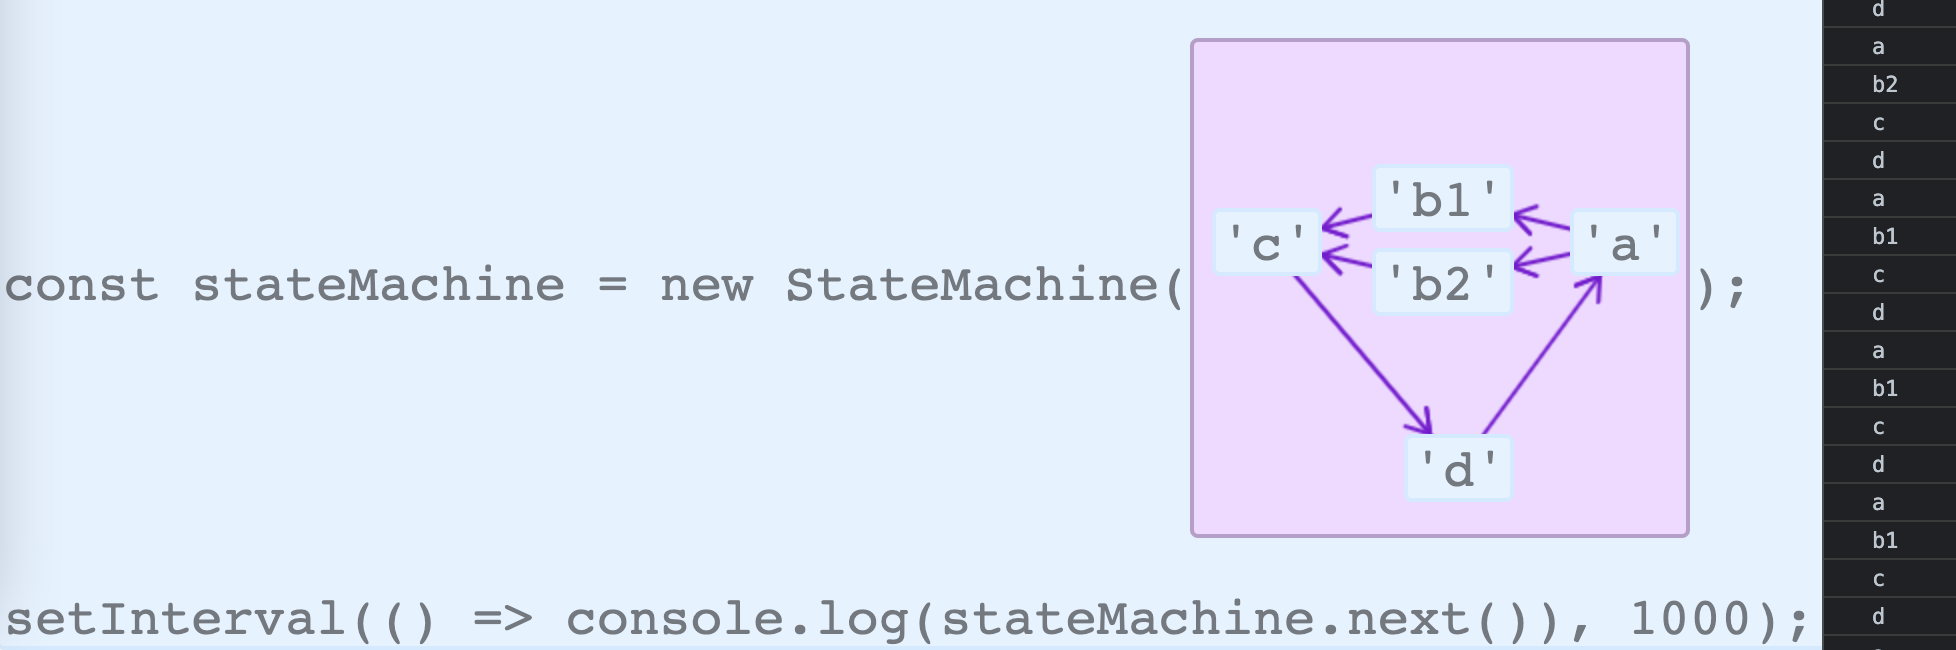 const stateMachine = new StateMachine(
'b1'
'c'
'a'
'b2'
'd'
);
setInterval(() => console.log(stateMachine.next()), 1000);
d
a
b2
c
d
a
b1
c
d
a
b1
c
d
a
b1
c
d